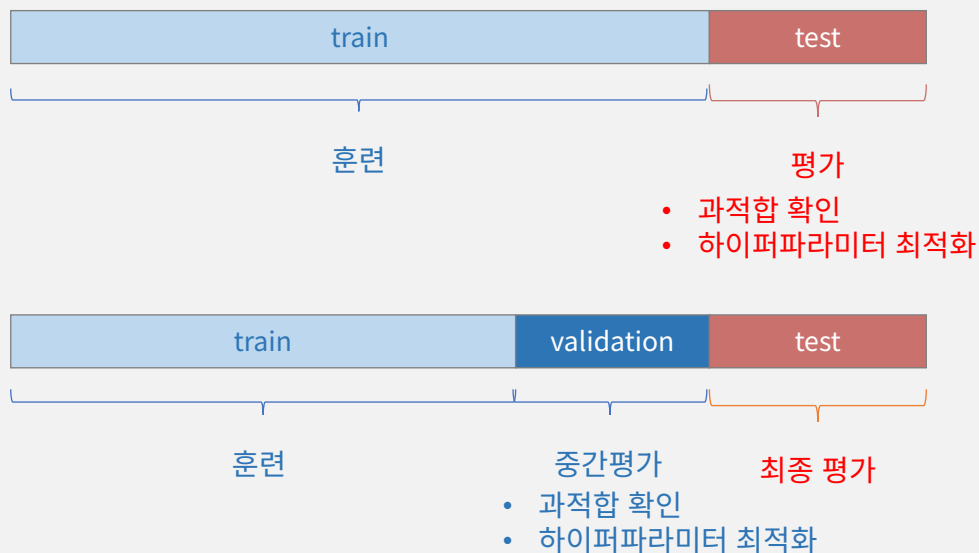 train
test
훈련
평가
• 과적합 확인
• 하이퍼파라미터 최적화
train
validation
test
훈련
중간평가
최종 평가
• 과적합 확인
• 하이퍼파라미터 최적화